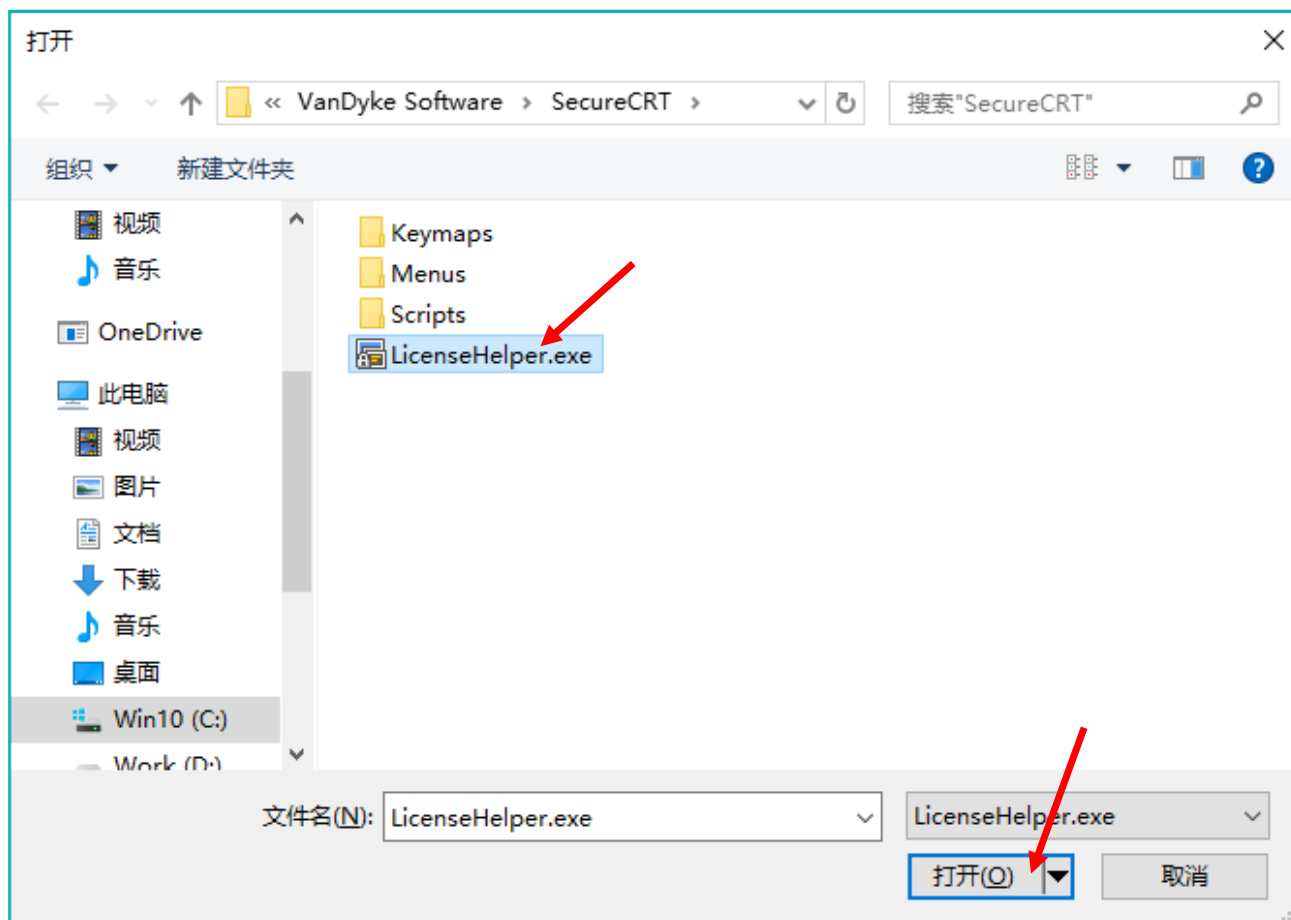 打开
« VanDyke Software › SecureCRT ›
搜索"SecureCRT"
组织
新建文件夹
视频
音乐
OneDrive
此电脑
视频
图片
文档
下载
音乐
桌面
Win10 (C:)
Work (D:)
Keymaps
Menus
Scripts
LicenseHelper.exe
文件名(N):
LicenseHelper.exe
LicenseHelper.exe
打开(O)
取消